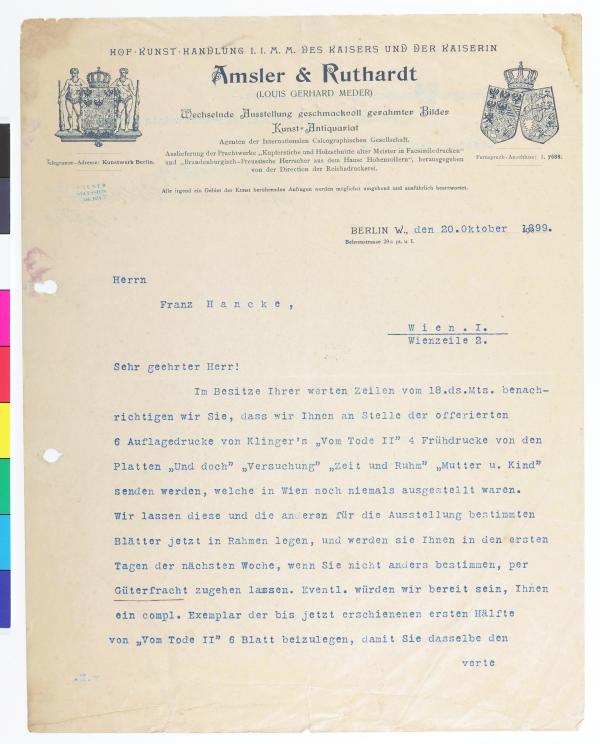 HOF-KUNST-HANDLUNG I. I. M. M. DES KAISERS UND DER KAISERIN
Amsler & Ruthardt
(LOUIS GERHARD MEDER)
Wechselnde Ausstellung geschmackvoll gerahmter Bilder
Kunst-Antiquariat
Agenten der Internationalen Calcographischen Gesellschaft.
Auslieferung der Prachtwerke „Kupferstiche und Holzschnitte alter Meister in Facsimiledrucken"
und „Brandenburgisch-Preussische Herrscher aus dem Hause Hohenzollern", herausgegeben
von der Direction der Reichsdruckerei.
Telegramm-Adresse: Kunstwerk Berlin.
Fernsprech-Anschluss: I, 7688.
Alle irgend ein Gebiet der Kunst berührenden Anfragen werden möglichst umgehend und ausführlich beantwortet.
WIENER
SECESSION
ARCHIV
BERLIN W., den 20.Oktober 1899.
Behrenstrasse 29a pt. u. I.
Herrn
Franz Hancke,
Wien. I.
Wienzeile 2.
Sehr geehrter Herr!
Im Besitze Ihrer werten Zeilen vom 18.ds.Mts. benach-
richtigen wir Sie, dass wir Ihnen an Stelle der offerierten
6 Auflagedrucke von Klinger's „Vom Tode II" 4 Frühdrucke von den
Platten „Und doch" „Versuchung" „Zeit und Ruhm" „Mutter u. Kind"
senden werden, welche in Wien noch niemals ausgestellt waren.
Wir lassen diese und die anderen für die Ausstellung bestimmten
Blätter jetzt in Rahmen legen, und werden sie Ihnen in den ersten
Tagen der nächsten Woche, wenn Sie nicht anders bestimmen, per
Güterfracht zugehen lassen. Eventl. würden wir bereit sein, Ihnen
ein compl. Exemplar der bis jetzt erschienenen ersten Hälfte
von „Vom Tode II" 6 Blatt beizulegen, damit Sie dasselbe den
verte